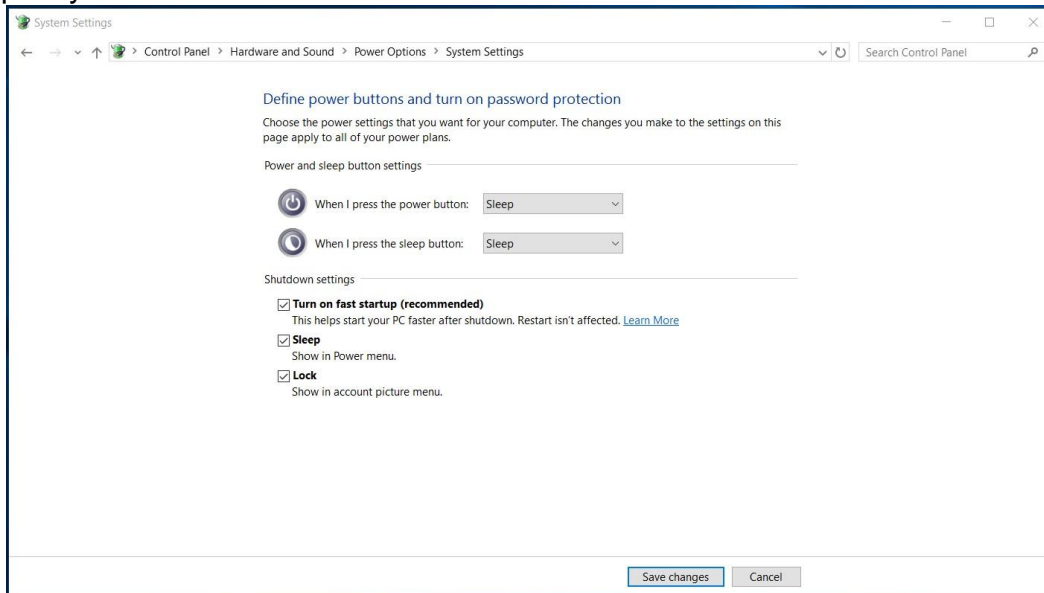 System Settings
Control Panel > Hardware and Sound > Power Options > System Settings
Search Control Panel
Define power buttons and turn on password protection
Choose the power settings that you want for your computer. The changes you make to the settings on this
page apply to all of your power plans.
Power and sleep button settings
When I press the power button: Sleep
When I press the sleep button: Sleep
Shutdown settings
Turn on fast startup (recommended)
This helps start your PC faster after shutdown. Restart isn't affected. Learn More
Sleep
Show in Power menu.
Lock
Show in account picture menu.
Save changes Cancel